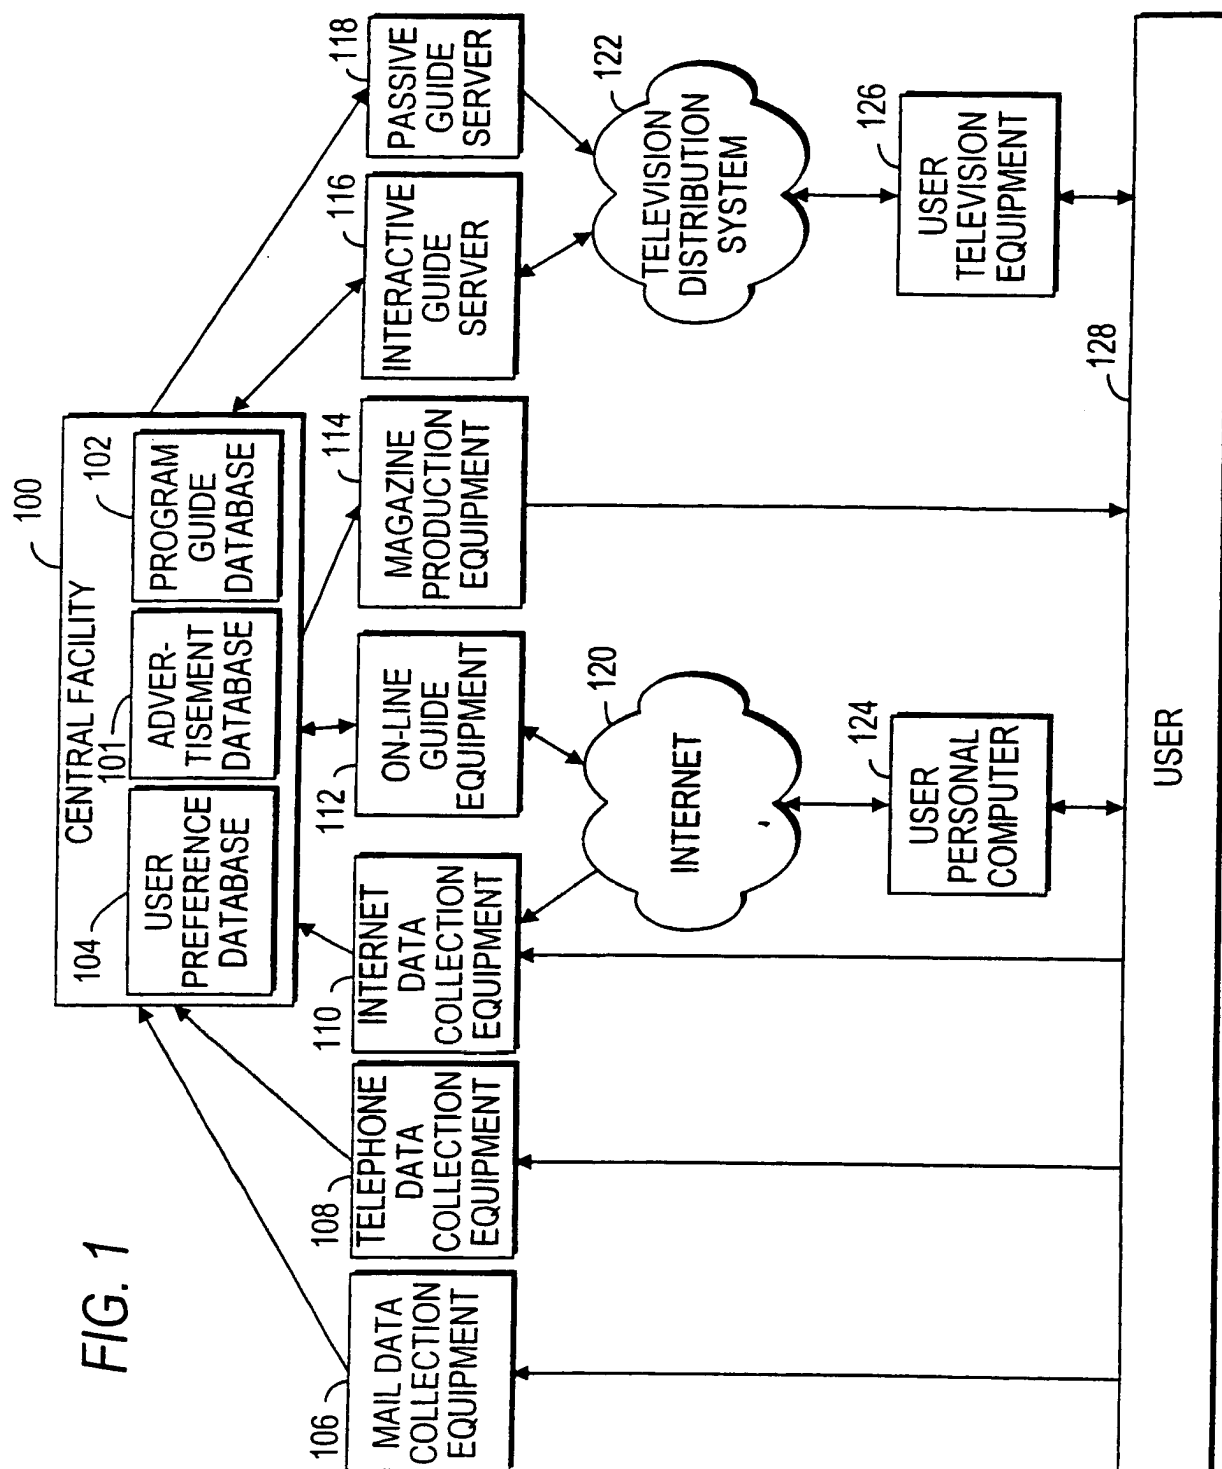 FIG. 1
100
CENTRAL FACILITY
104
USER
PREFERENCE
DATABASE
101
ADVER-
TISEMENT
DATABASE
102
PROGRAM
GUIDE
DATABASE
106
MAIL DATA
COLLECTION
EQUIPMENT
108
TELEPHONE
DATA
COLLECTION
EQUIPMENT
110
INTERNET
DATA
COLLECTION
EQUIPMENT
112
ON-LINE
GUIDE
EQUIPMENT
114
MAGAZINE
PRODUCTION
EQUIPMENT
116
INTERACTIVE
GUIDE
SERVER
118
PASSIVE
GUIDE
SERVER
120
INTERNET
122
TELEVISION
DISTRIBUTION
SYSTEM
124
USER
PERSONAL
COMPUTER
126
USER
TELEVISION
EQUIPMENT
128
USER